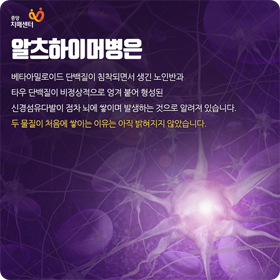 중앙
치매센터
알츠하이머병은
베타아밀로이드 단백질이 침착되면서 생긴 노인반과
타우 단백질이 비정상적으로 엉겨 붙어 형성된
신경섬유다발이 점차 뇌에 쌓이며 발생하는 것으로 알려져 있습니다.
두 물질이 처음에 쌓이는 이유는 아직 밝혀지지 않았습니다.